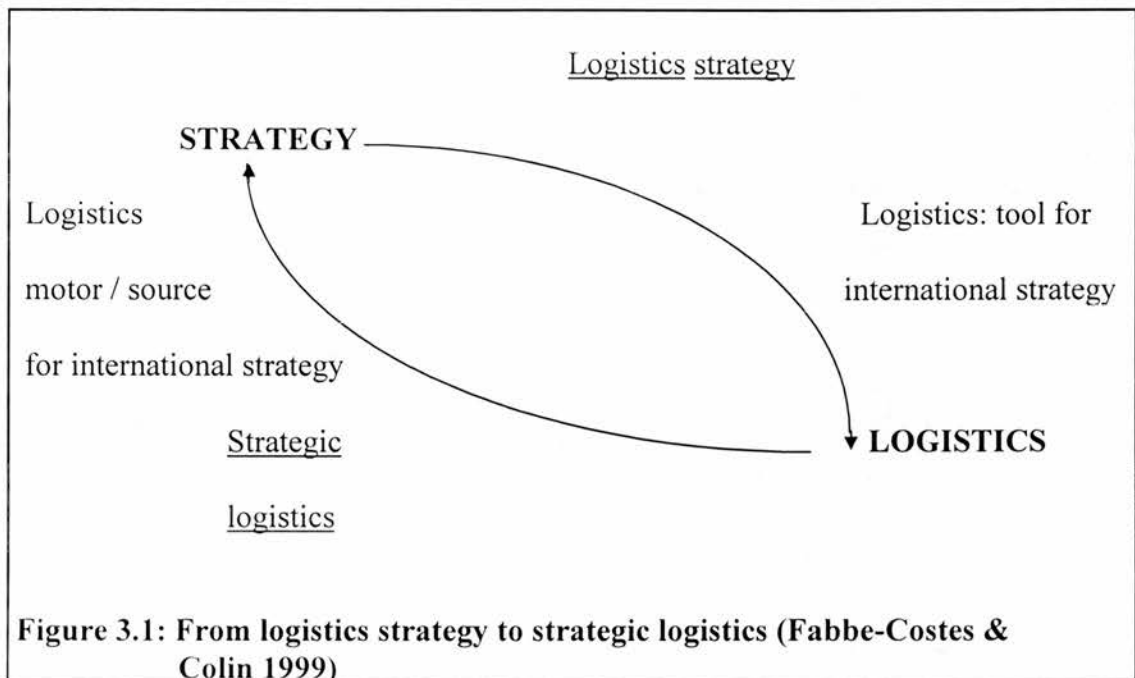 Logistics strategy
STRATEGY
Logistics
motor / source
for international strategy
Strategic
logistics
Logistics: tool for
international strategy
LOGISTICS
Figure 3.1: From logistics strategy to strategic logistics (Fabbe-Costes &
Colin 1999)